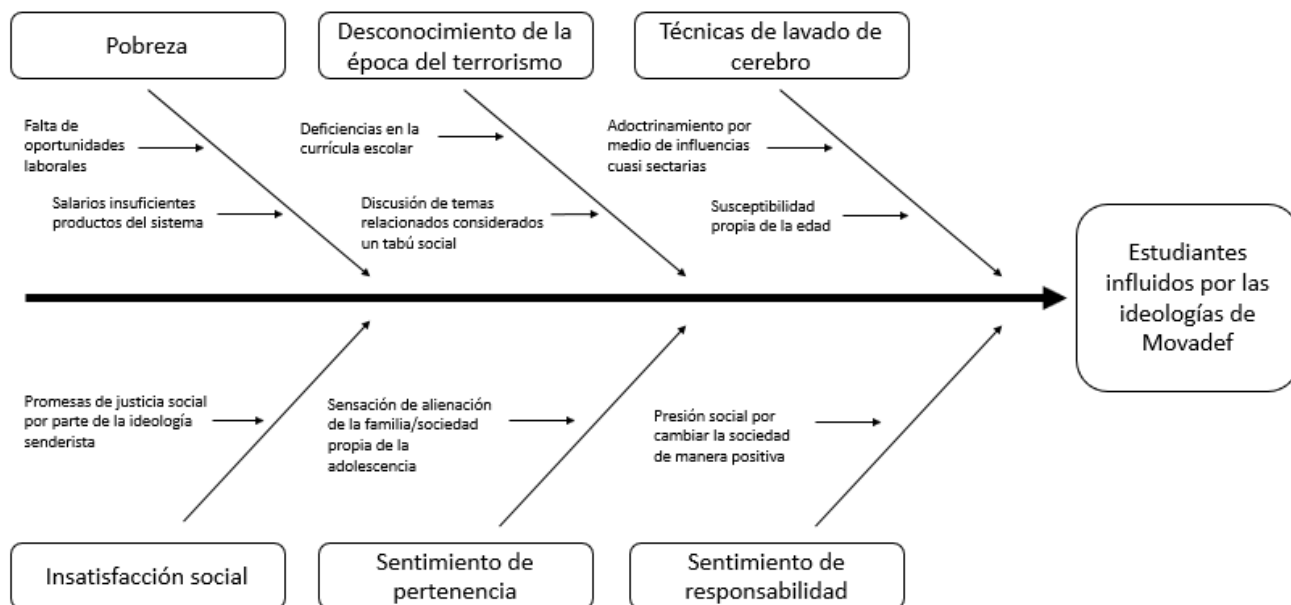 Pobreza
Desconocimiento de la
época del terrorismo
Técnicas de lavado de
cerebro
Falta de
oportunidades
laborales
Salarios insuficientes
productos del sistema
Deficiencias en la
currícula escolar
Discusión de temas
relacionados considerados
un tabú social
Adoctrinamiento por
medio de influencias
cuasi sectarias
Susceptibilidad
propia de la edad
Estudiantes
influidos por las
ideologías de
Movadef
Promesas de justicia social
por parte de la ideología
senderista
Sensación de alienación
de la familia/sociedad
propia de la
adolescencia
Presión social por
cambiar la sociedad
de manera positiva
Insatisfacción social
Sentimiento de
pertenencia
Sentimiento de
responsabilidad